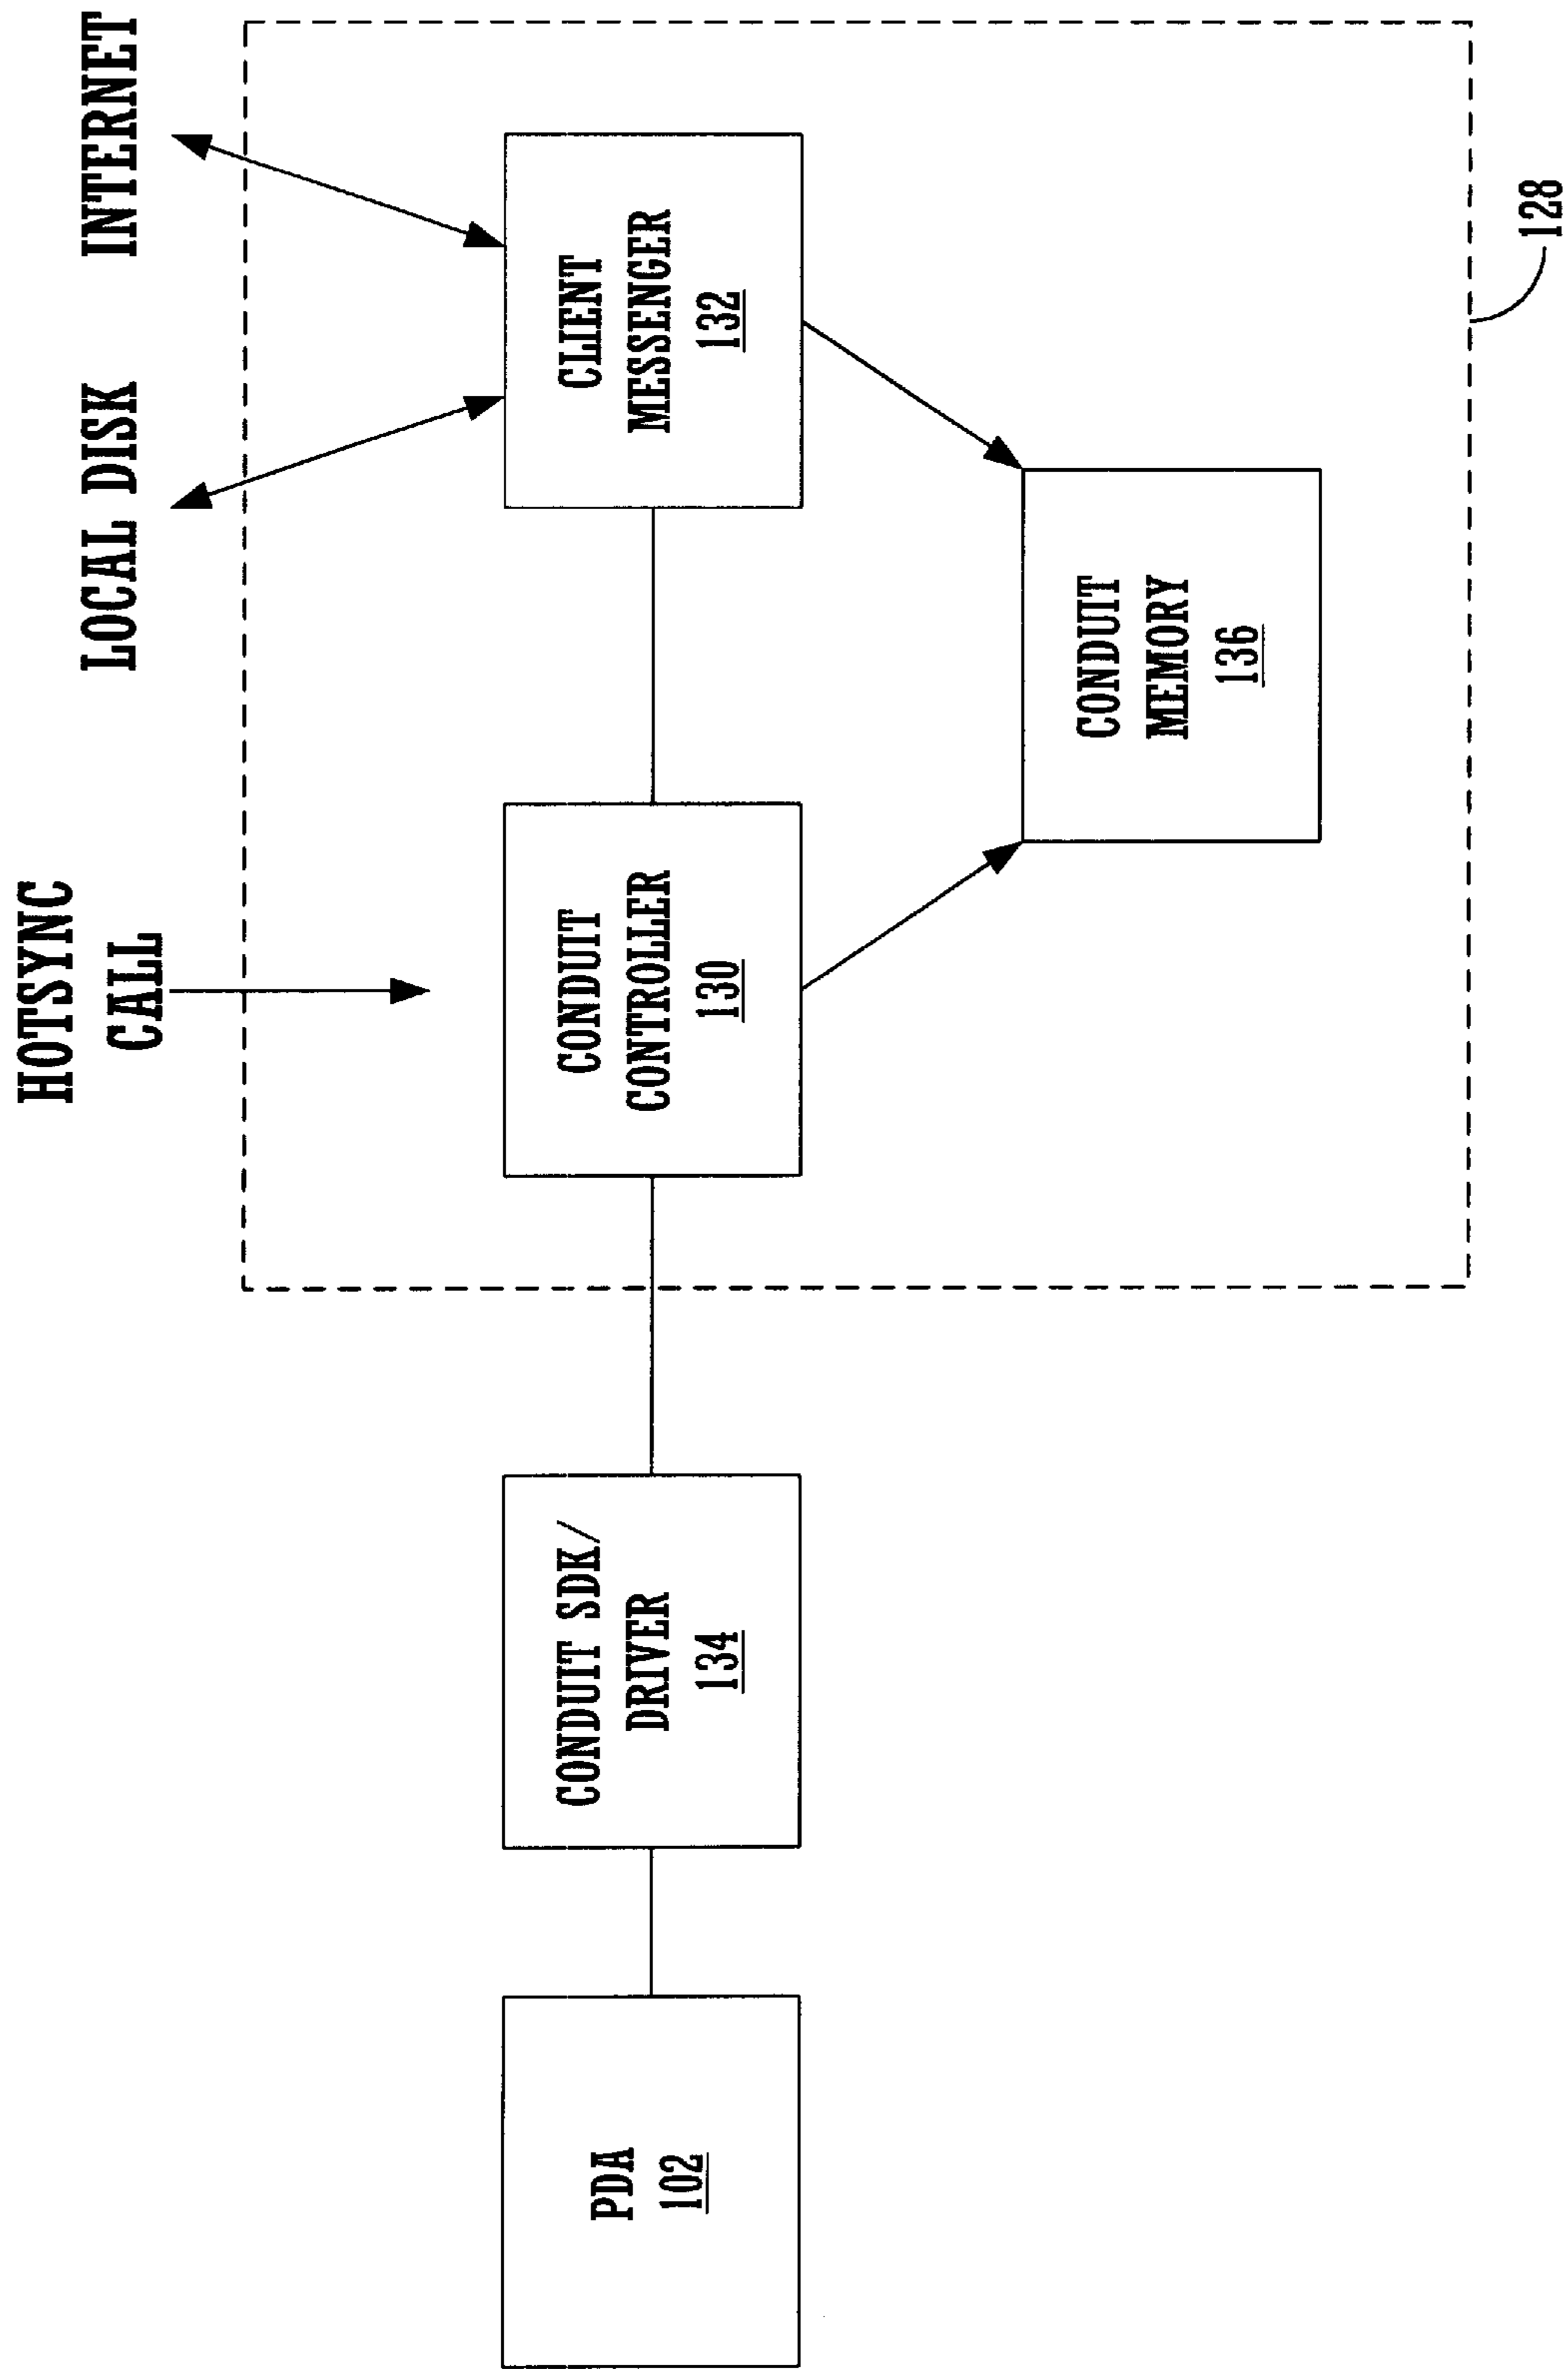 HOTSYNC
CALL
LOCAL DISK
INTERNET
PDA
102
CONDUIT SDK/
DRIVER
134
CONDUIT
CONTROLLER
130
CLIENT
MESSENGER
132
CONDUIT
MEMORY
136
128